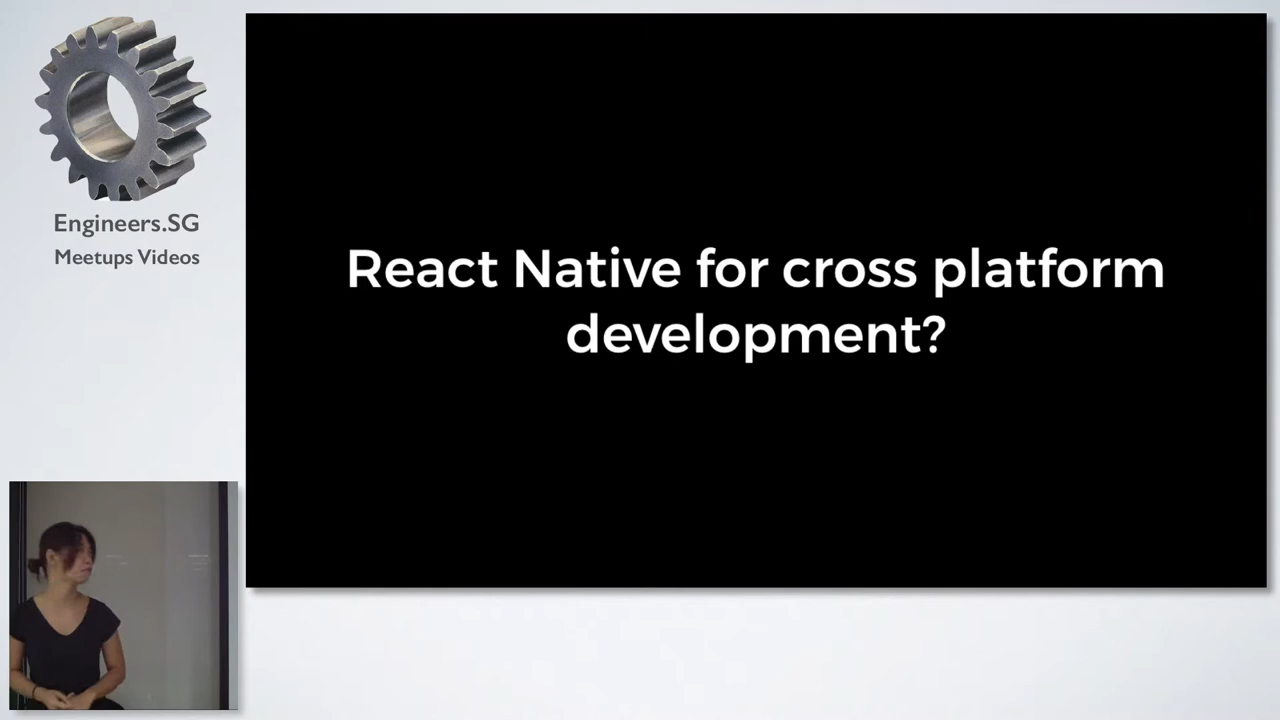 Engineers.SG
Meetups Videos
React Native for cross platform
development?